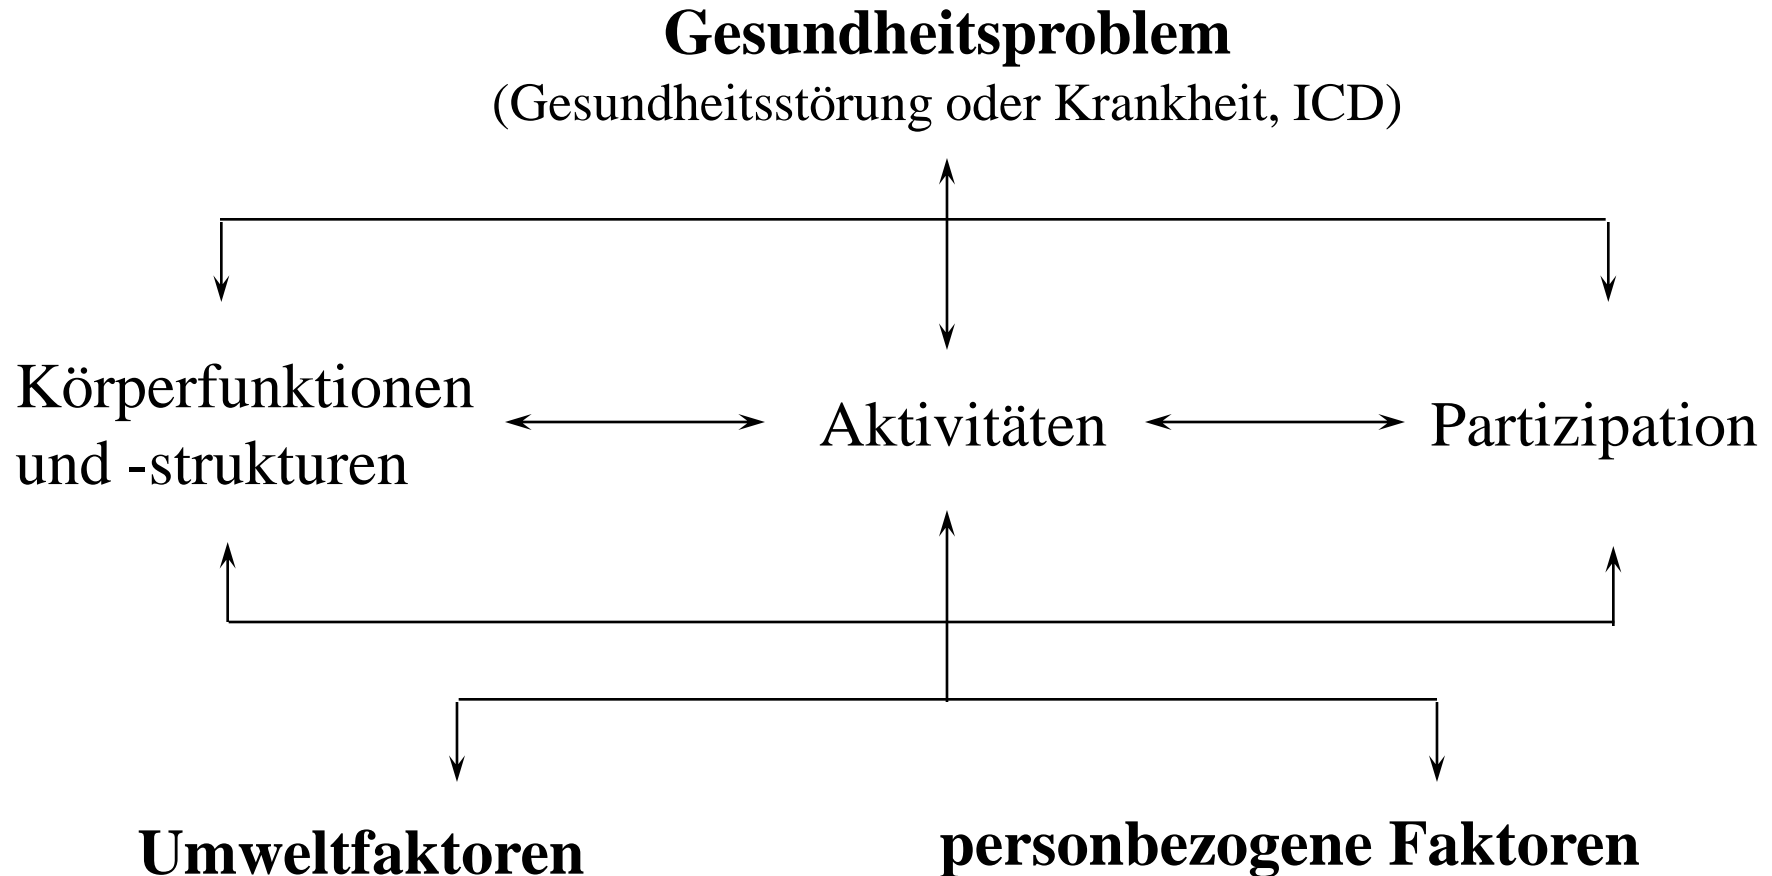 Gesundheitsproblem
(Gesundheitsstörung oder Krankheit, ICD)
Körperfunktionen
und -strukturen
Aktivitäten
Partizipation
Umweltfaktoren
personbezogene Faktoren